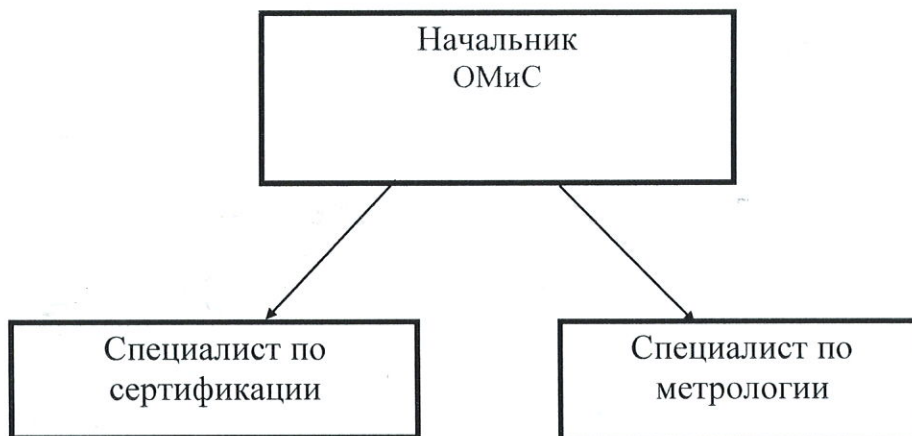 Начальник
ОМиС
Специалист по
сертификации
Специалист по
метрологии